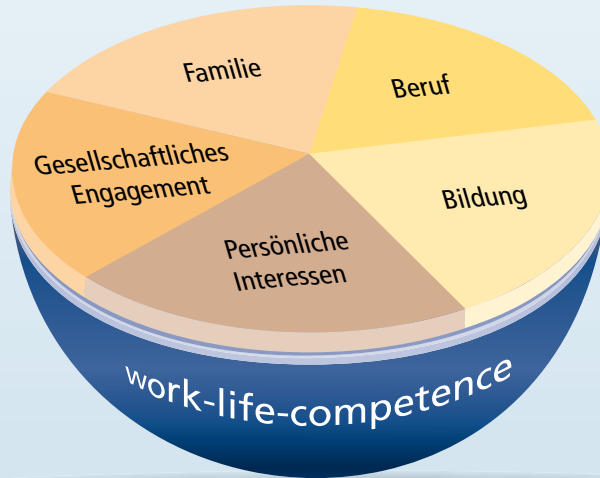 Familie
Beruf
Gesellschaftliches
Engagement
Bildung
Persönliche
Interessen
work-life-competence